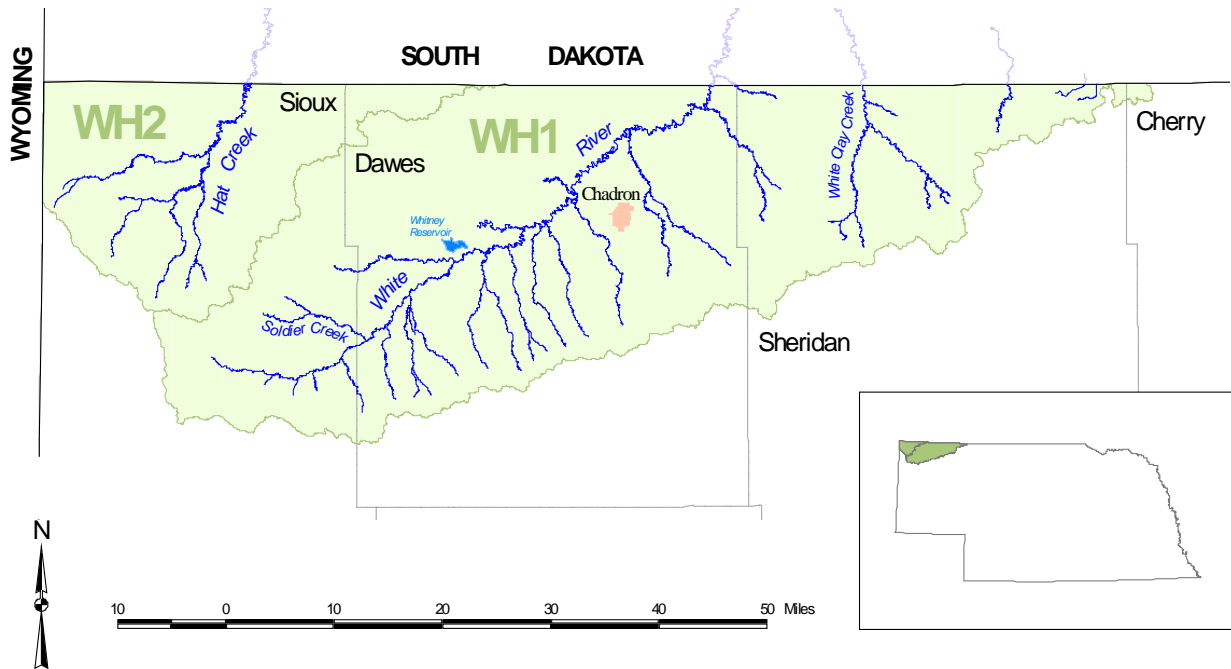 WYOMING
SOUTH DAKOTA
WH2
Sioux
Hat Creek
Dawes
WH1
River
White Clay Creek
Cherry
Chadron
Whitney
Reservoir
White
Soldier Creek
Sheridan
N
10 0 10 20 30 40 50 Miles